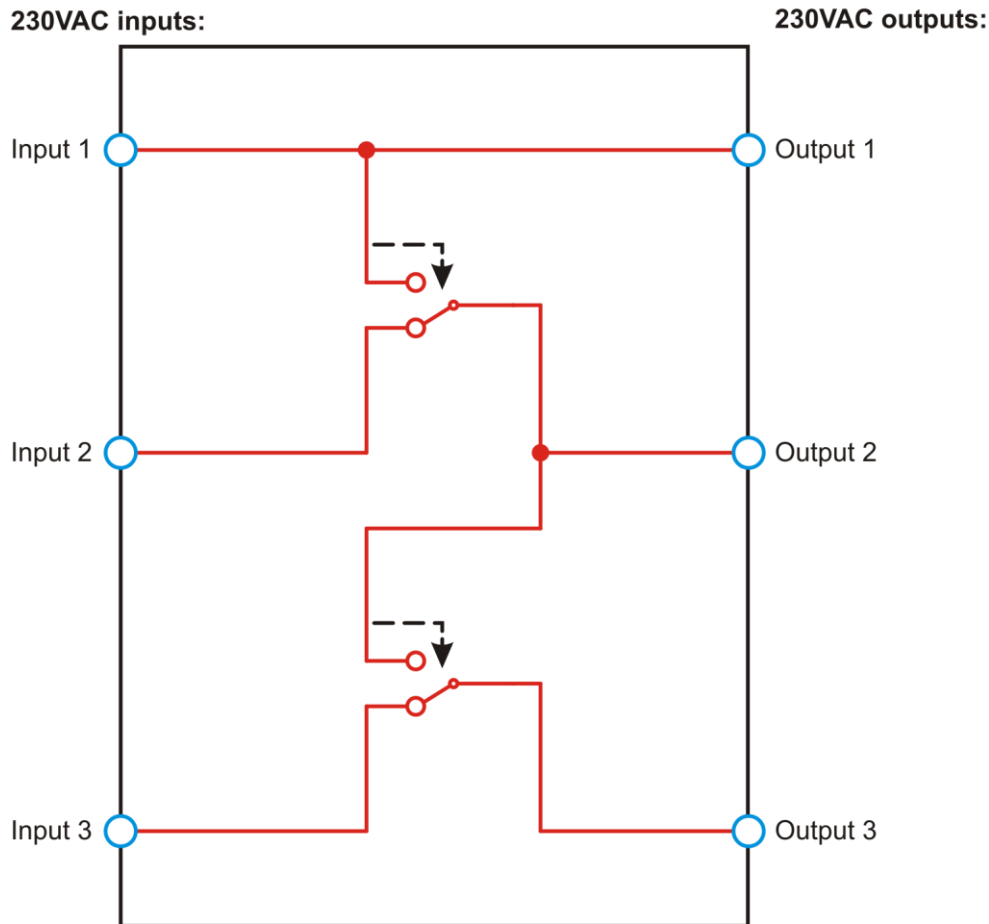 230VAC inputs:
230VAC outputs:
Input 1
Output 1
Input 2
Output 2
Input 3
Output 3